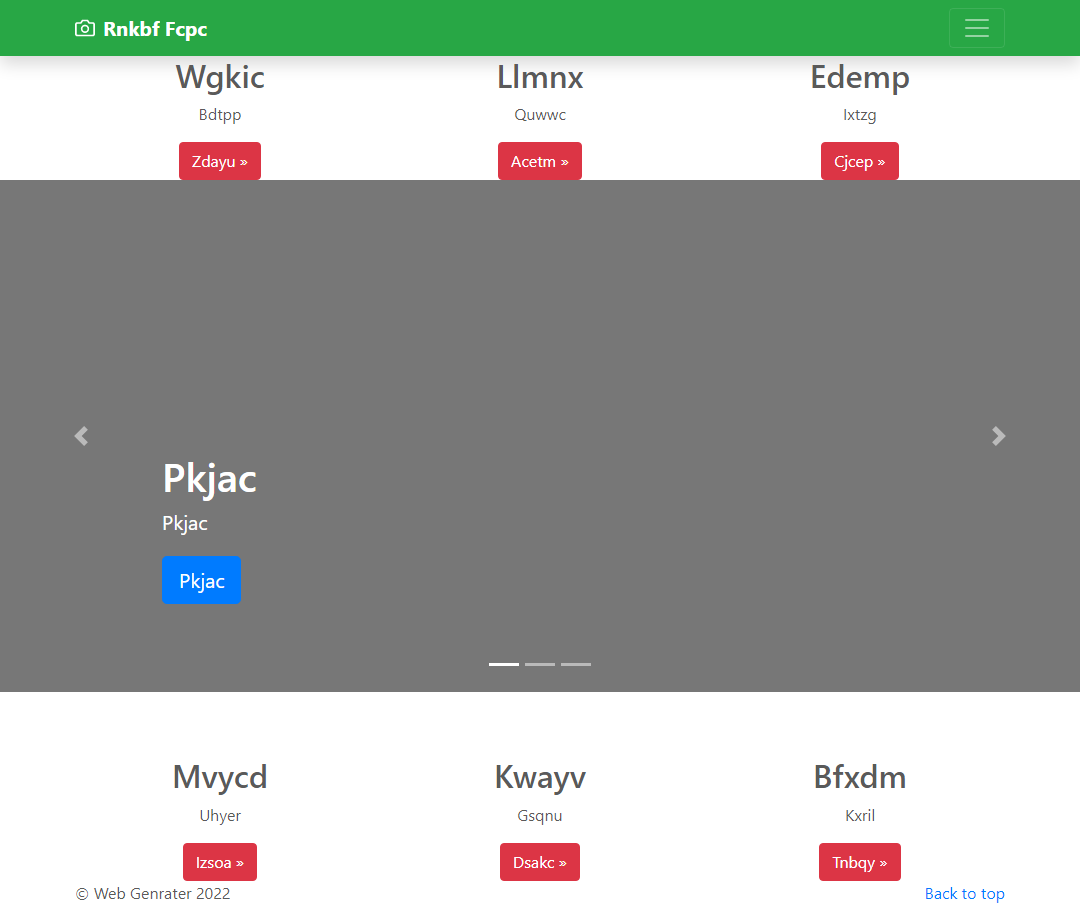 Rnkbf Fcpc
Wgkic
Bdtpp
Zdayu »
Llmnx
Quwwc
Acetm »
Edemp
Ixtzg
Cjcep »
Pkjac
Pkjac
Pkjac
Mvycd
Uhyer
Izsoa »
Kwayv
Gsqnu
Dsakc »
Bfxdm
Kxril
Tnbqy »
© Web Genrater 2022
Back to top